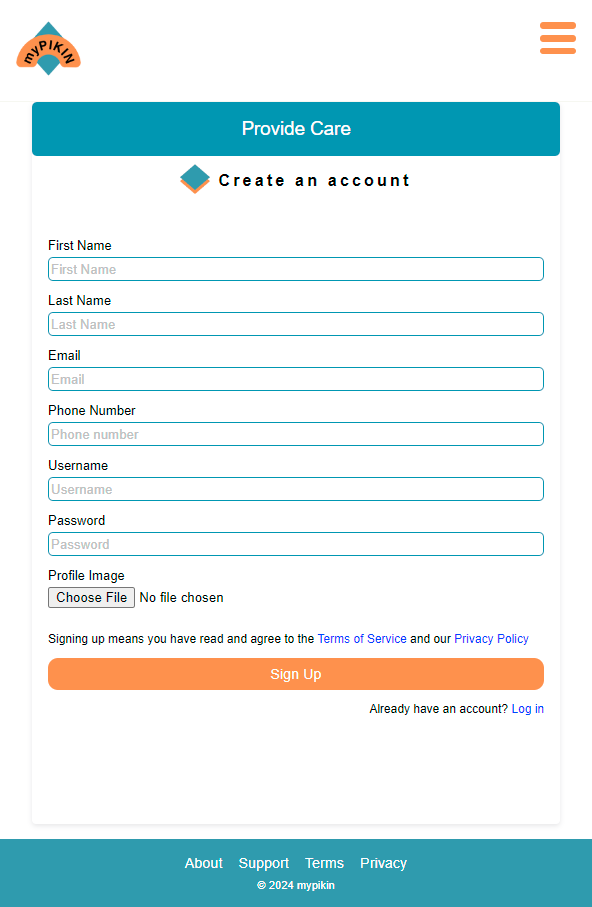 myPIKIN
Provide Care
Create an account
First Name
First Name
Last Name
Last Name
Email
Email
Phone Number
Phone number
Username
Username
Password
Password
Profile Image
Choose File No file chosen
Signing up means you have read and agree to the Terms of Service and our Privacy Policy
Sign Up
Already have an account? Log in
About Support Terms Privacy
© 2024 mypikin